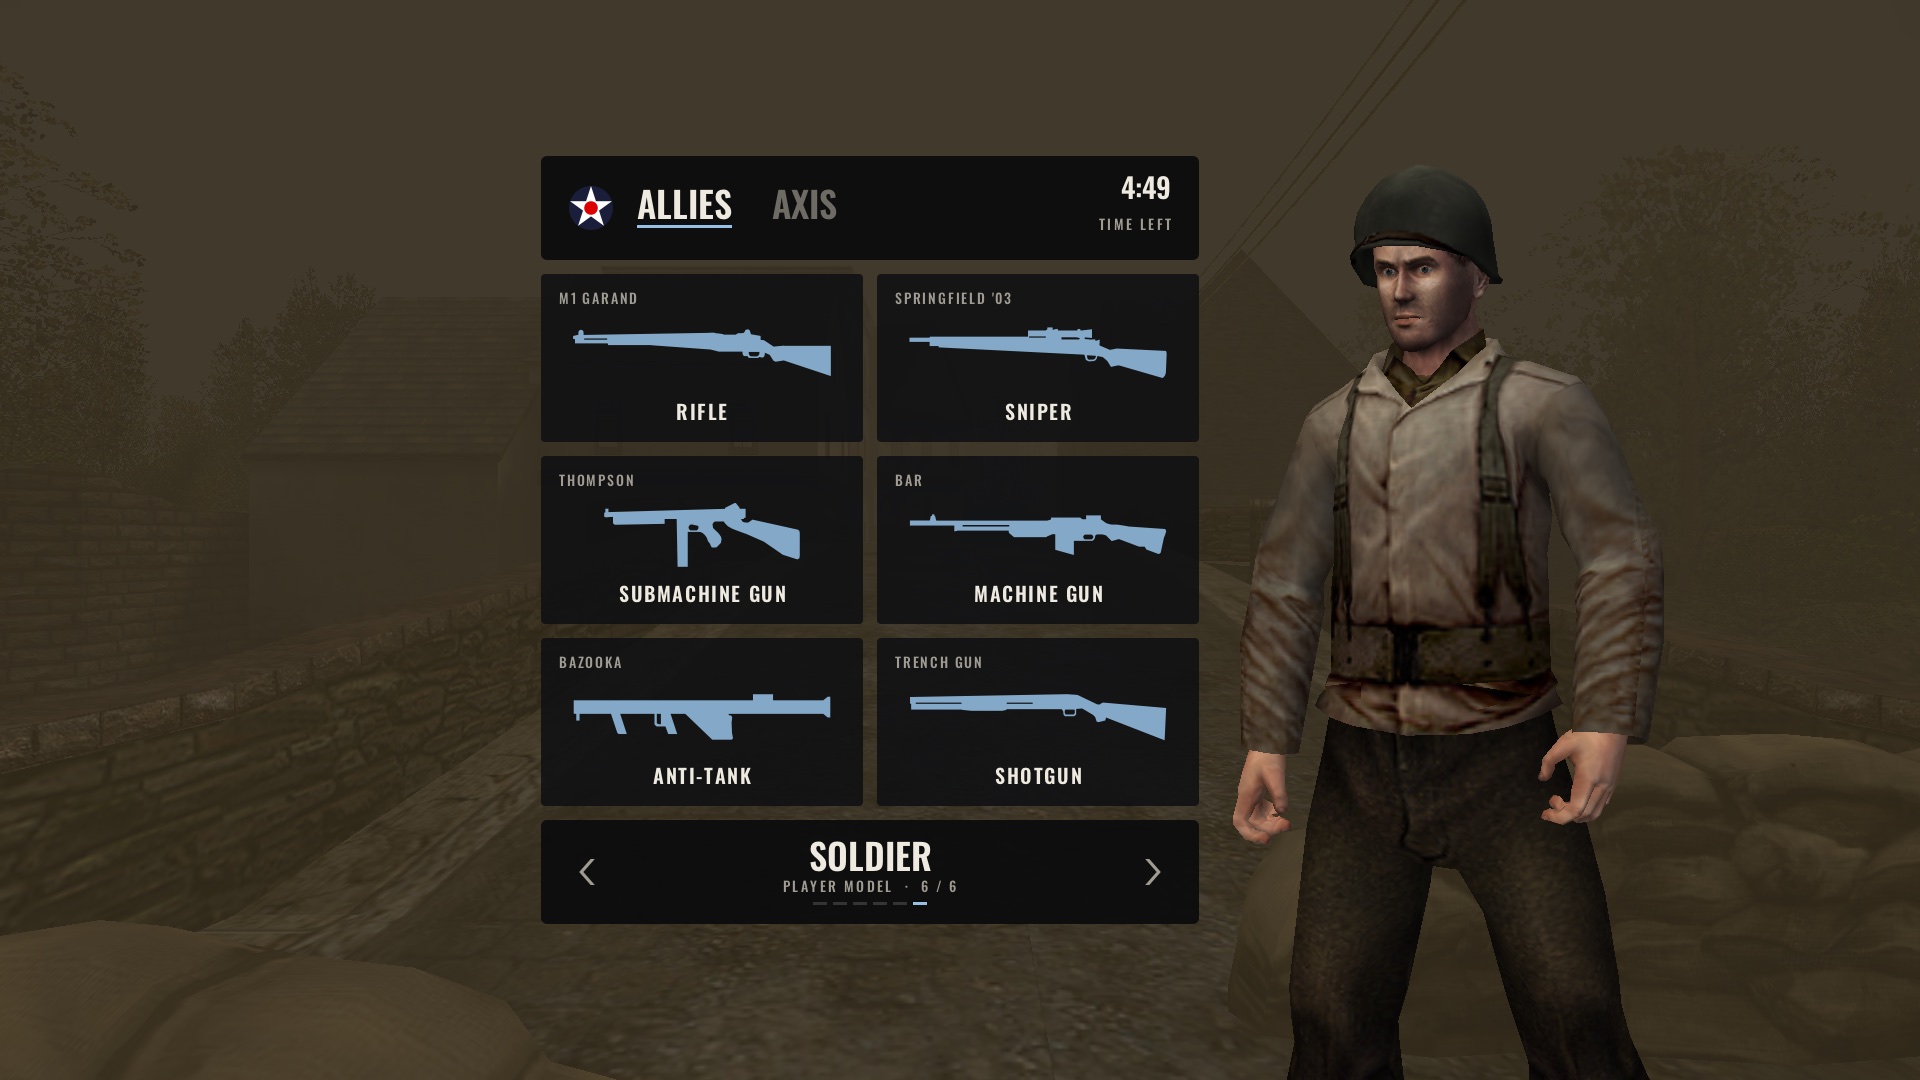 ALLIES AXIS
4:49
TIME LEFT
M1 GARAND
RIFLE
SPRINGFIELD '03
SNIPER
THOMPSON
SUBMACHINE GUN
BAR
MACHINE GUN
BAZOOKA
ANTI-TANK
TRENCH GUN
SHOTGUN
SOLDIER
PLAYER MODEL · 6 / 6